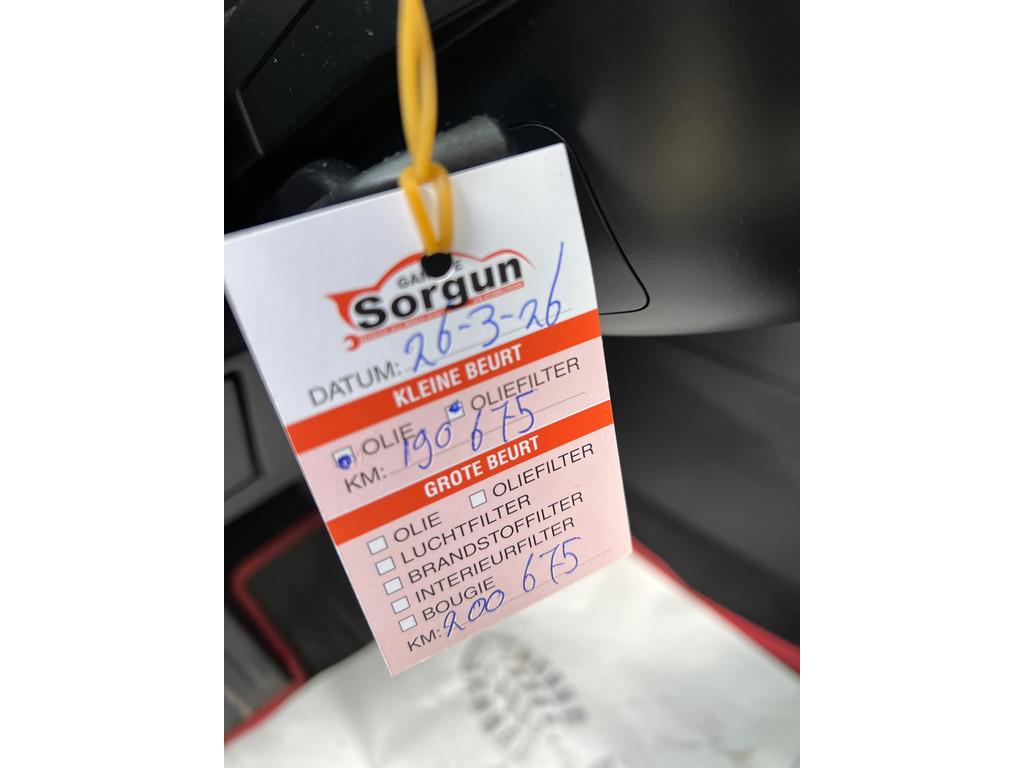 Sorgun
DATUM: 26-3-26
KLEINE BEURT
OLIE OLIEFILTER
KM: 190 675
GROTE BEURT
OLIE OLIEFILTER
LUCHTFILTER
BRANDSTOFFILTER
INTERIEURFILTER
BOUGIE
KM: 200 675